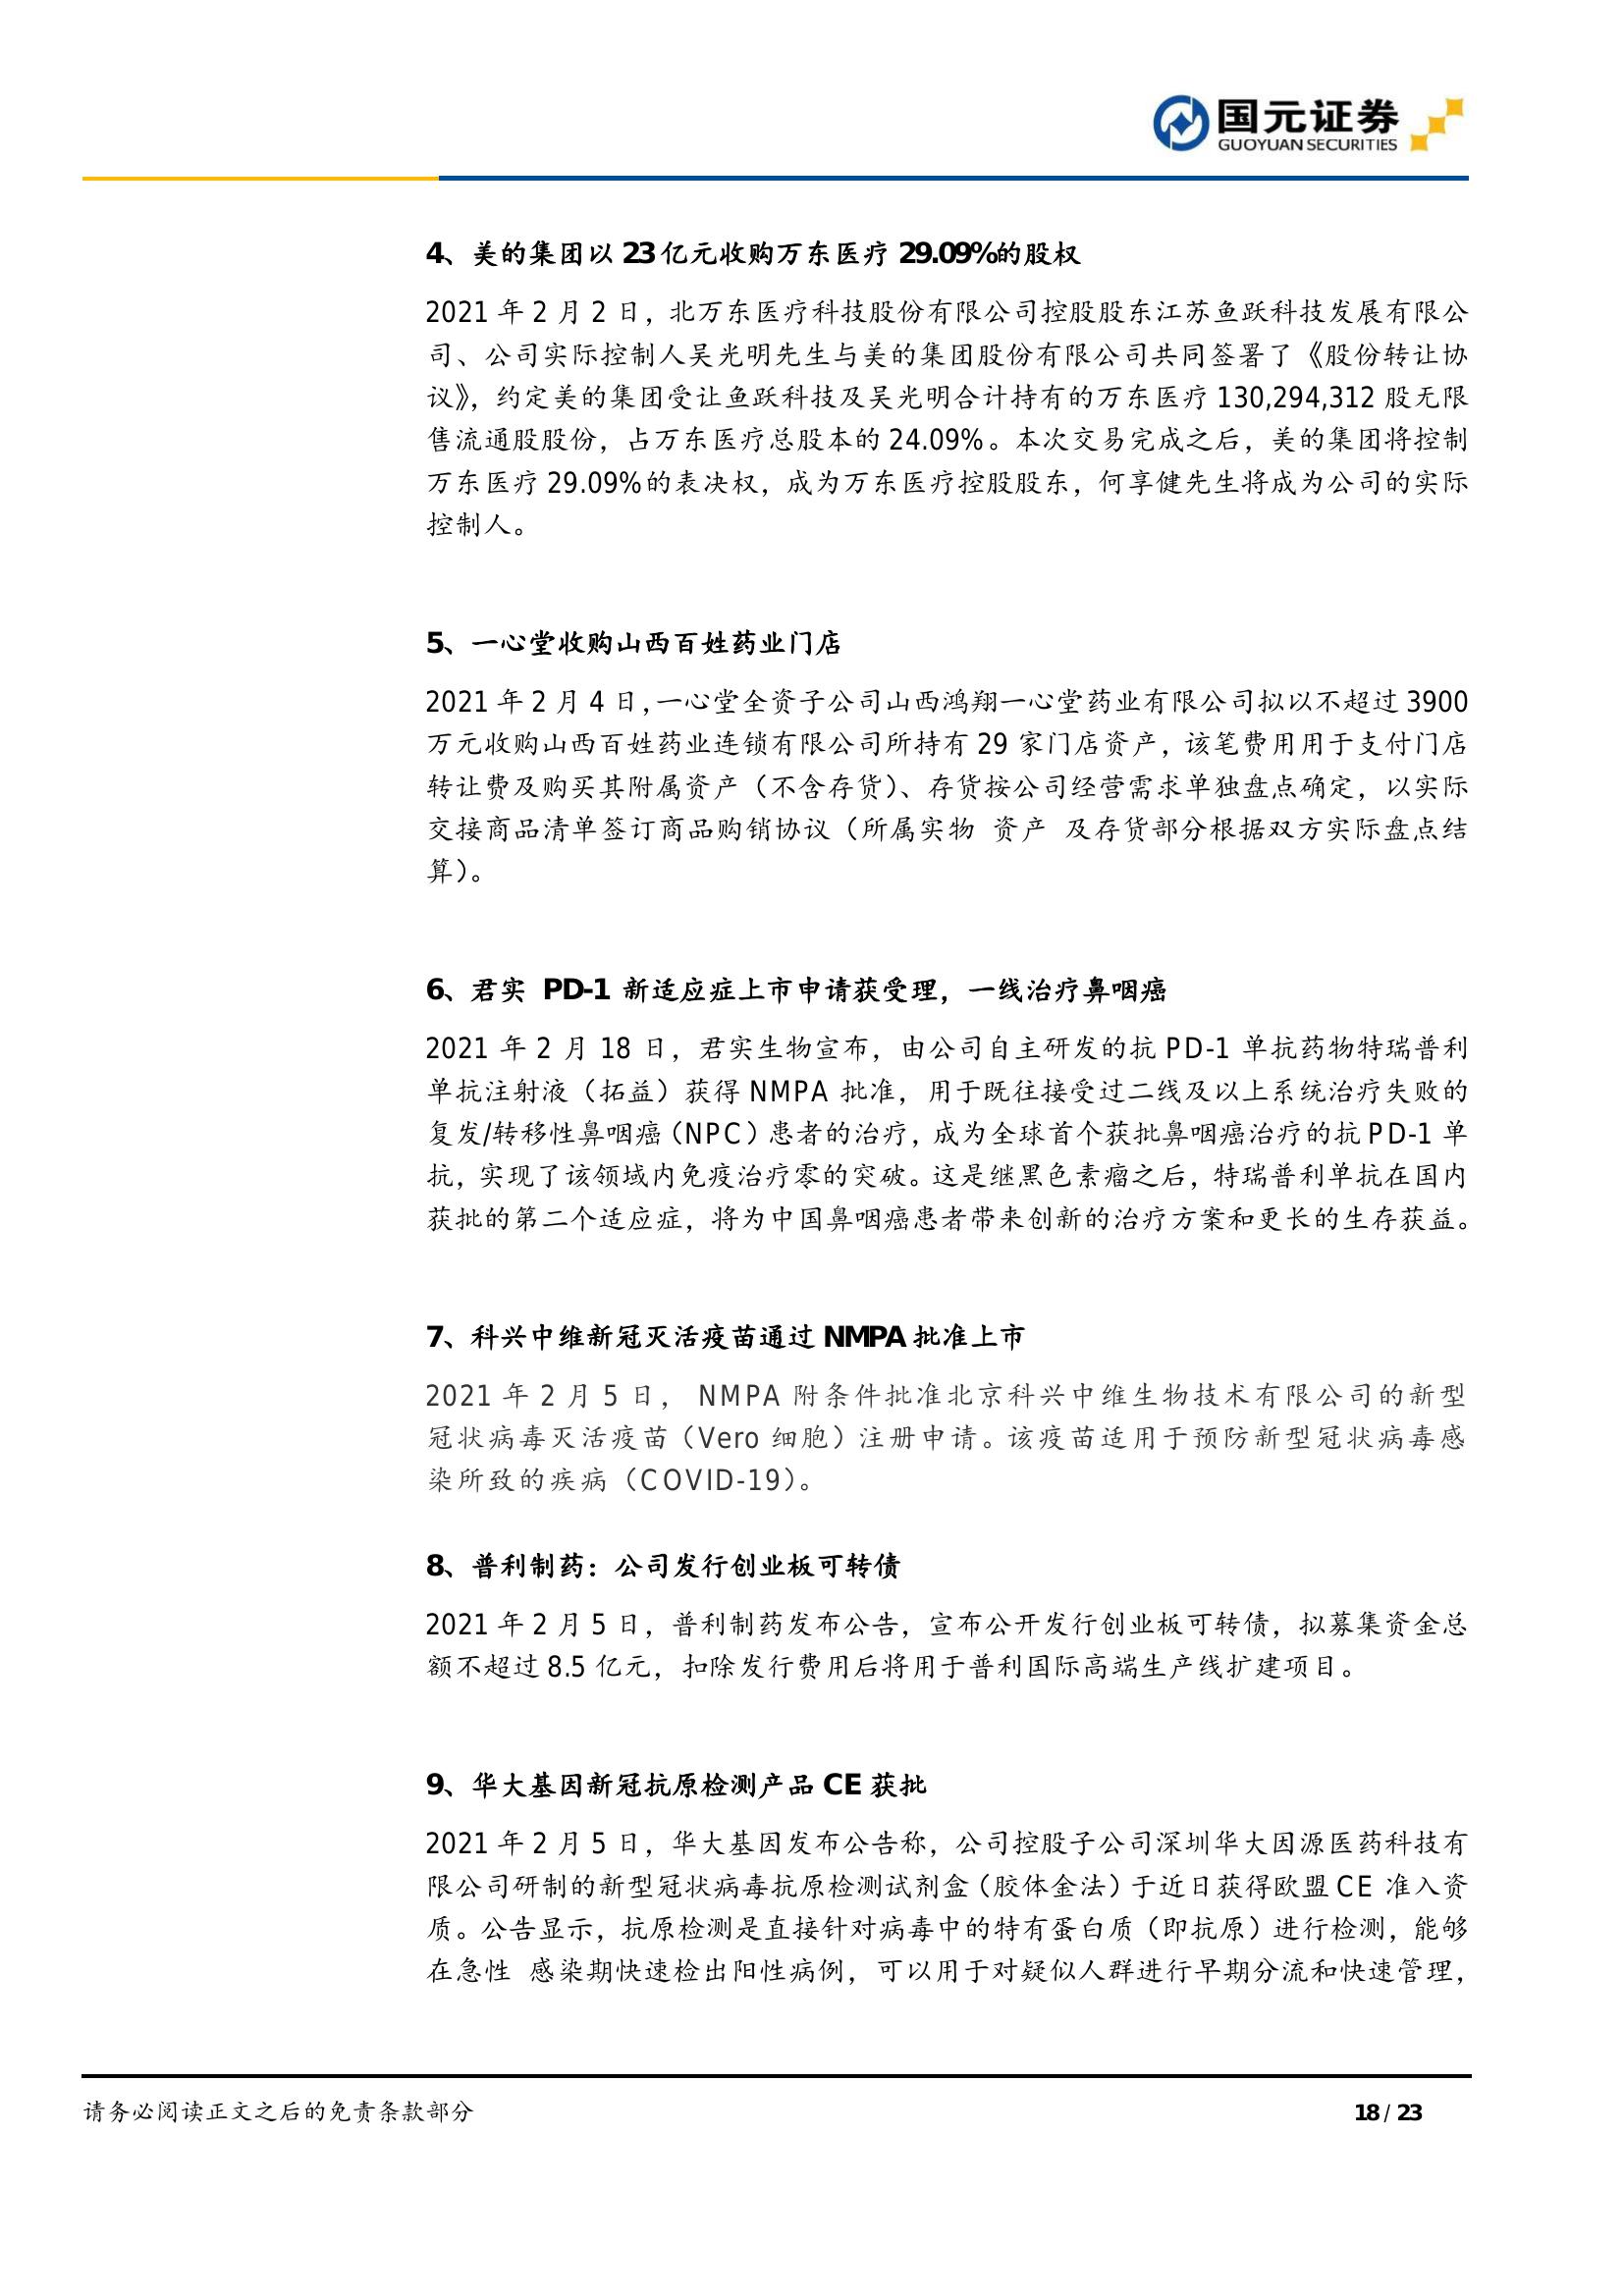 国元证券
GUOYUAN SECURITIES
4、美的集团以 23 亿元收购万东医疗 29.09%的股权
2021 年 2 月 2 日，北万东医疗科技股份有限公司控股股东江苏鱼跃科技发展有限公
司、公司实际控制人吴光明先生与美的集团股份有限公司共同签署了《股份转让协
议》，约定美的集团受让鱼跃科技及吴光明合计持有的万东医疗 130,294,312 股无限
售流通股股份，占万东医疗总股本的 24.09%。本次交易完成之后，美的集团将控制
万东医疗 29.09%的表决权，成为万东医疗控股股东，何享健先生将成为公司的实际
控制人。
5、一心堂收购山西百姓药业门店
2021 年 2 月 4 日，一心堂全资子公司山西鸿翔一心堂药业有限公司拟以不超过 3900
万元收购山西百姓药业连锁有限公司所持有 29 家门店资产，该笔费用用于支付门店
转让费及购买其附属资产（不含存货）、存货按公司经营需求单独盘点确定，以实际
交接商品清单签订商品购销协议（所属实物 资产 及存货部分根据双方实际盘点结
算）。
6、君实 PD-1 新适应症上市申请获受理，一线治疗鼻咽癌
2021 年 2 月 18 日，君实生物宣布，由公司自主研发的抗 PD-1 单抗药物特瑞普利
单抗注射液（拓益）获得 NMPA 批准，用于既往接受过二线及以上系统治疗失败的
复发/转移性鼻咽癌（NPC）患者的治疗，成为全球首个获批鼻咽癌治疗的抗 PD-1 单
抗，实现了该领域内免疫治疗零的突破。这是继黑色素瘤之后，特瑞普利单抗在国内
获批的第二个适应症，将为中国鼻咽癌患者带来创新的治疗方案和更长的生存获益。
7、科兴中维新冠灭活疫苗通过 NMPA 批准上市
2021 年 2 月 5 日， NMPA 附条件批准北京科兴中维生物技术有限公司的新型
冠状病毒灭活疫苗（Vero 细胞）注册申请。该疫苗适用于预防新型冠状病毒感
染所致的疾病（COVID-19）。
8、普利制药：公司发行创业板可转债
2021 年 2 月 5 日，普利制药发布公告，宣布公开发行创业板可转债，拟募集资金总
额不超过 8.5 亿元，扣除发行费用后将用于普利国际高端生产线扩建项目。
9、华大基因新冠抗原检测产品 CE 获批
2021 年 2 月 5 日，华大基因发布公告称，公司控股子公司深圳华大因源医药科技有
限公司研制的新型冠状病毒抗原检测试剂盒（胶体金法）于近日获得欧盟 CE 准入资
质。公告显示，抗原检测是直接针对病毒中的特有蛋白质（即抗原）进行检测，能够
在急性 感染期快速检出阳性病例，可以用于对疑似人群进行早期分流和快速管理，
请务必阅读正文之后的免责条款部分
18 / 23